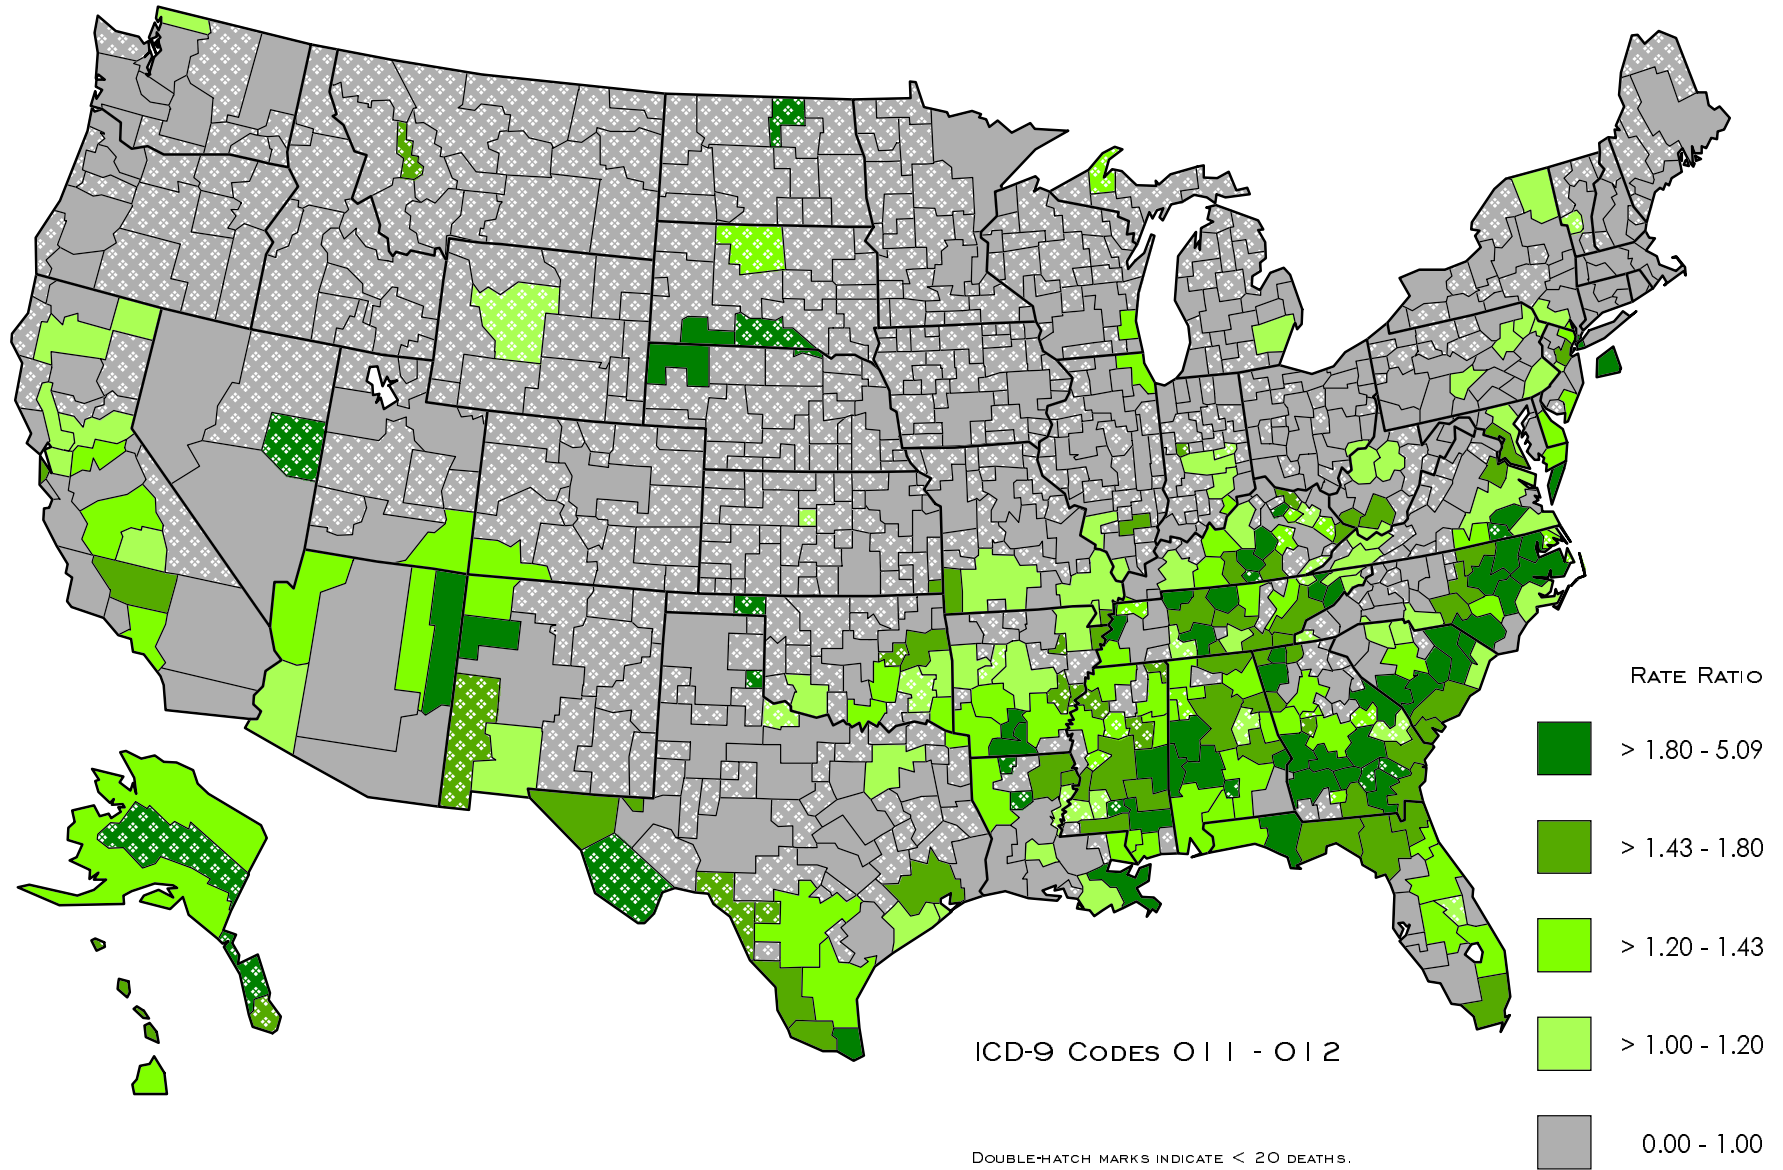 RATE RATIO
> 1.80 - 5.09
> 1.43 - 1.80
> 1.20 - 1.43
> 1.00 - 1.20
0.00 - 1.00
ICD-9 CODES 011 - 012
DOUBLE-HATCH MARKS INDICATE < 20 DEATHS.